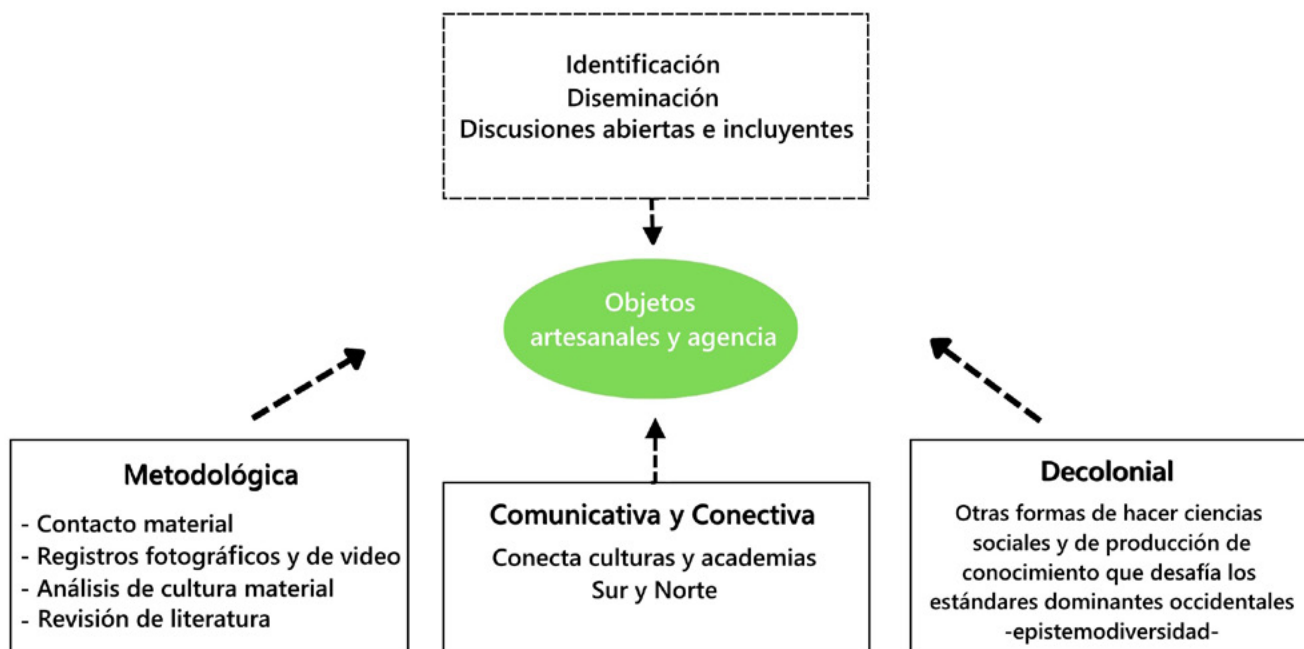 Identificación
Diseminación
Discusiones abiertas e incluyentes
Objetos
artesanales y agencia
Metodológica
- Contacto material
- Registros fotográficos y de video
- Análisis de cultura material
- Revisión de literatura
Comunicativa y Conectiva
Conecta culturas y academias
Sur y Norte
Decolonial
Otras formas de hacer ciencias
sociales y de producción de
conocimiento que desafía los
estándares dominantes occidentales
-epistemodiversidad-